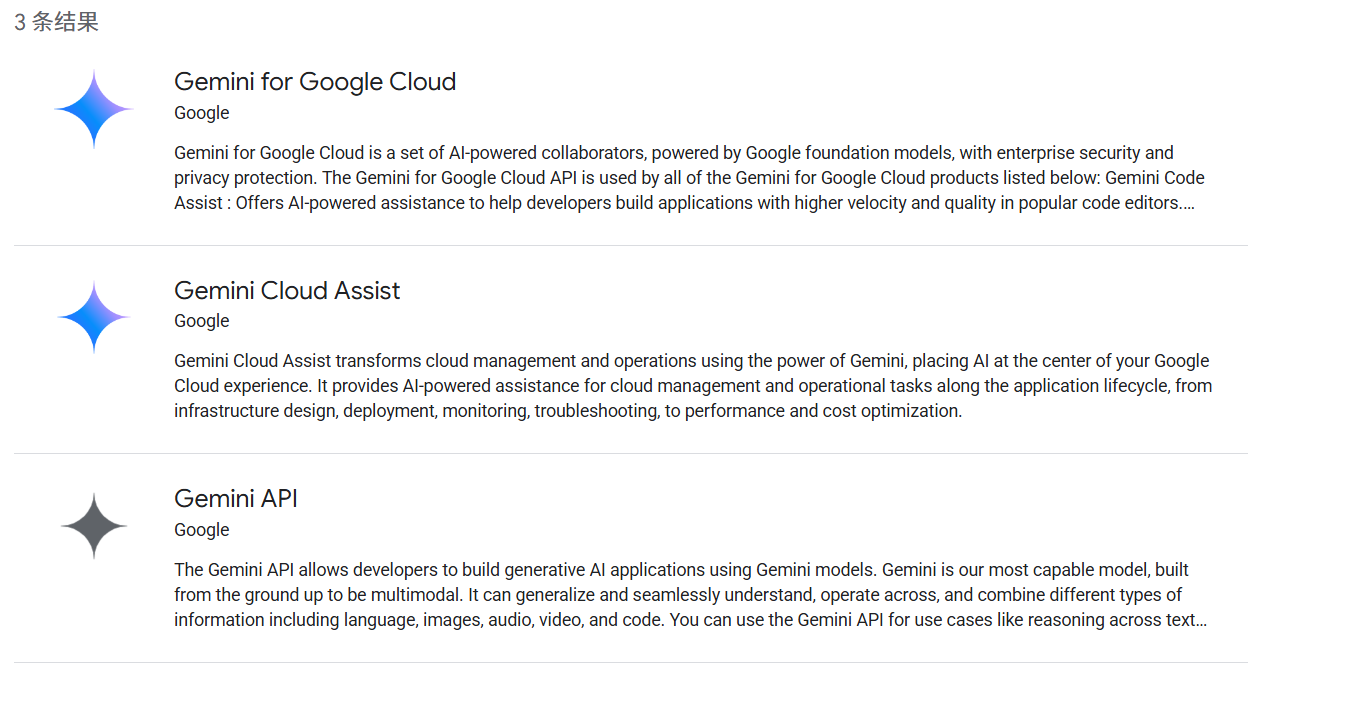 3 条结果
Gemini for Google Cloud
Google
Gemini for Google Cloud is a set of AI-powered collaborators, powered by Google foundation models, with enterprise security and
privacy protection. The Gemini for Google Cloud API is used by all of the Gemini for Google Cloud products listed below: Gemini Code
Assist : Offers AI-powered assistance to help developers build applications with higher velocity and quality in popular code editors.…
Gemini Cloud Assist
Google
Gemini Cloud Assist transforms cloud management and operations using the power of Gemini, placing AI at the center of your Google
Cloud experience. It provides AI-powered assistance for cloud management and operational tasks along the application lifecycle, from
infrastructure design, deployment, monitoring, troubleshooting, to performance and cost optimization.
Gemini API
Google
The Gemini API allows developers to build generative AI applications using Gemini models. Gemini is our most capable model, built
from the ground up to be multimodal. It can generalize and seamlessly understand, operate across, and combine different types of
information including language, images, audio, video, and code. You can use the Gemini API for use cases like reasoning across text…